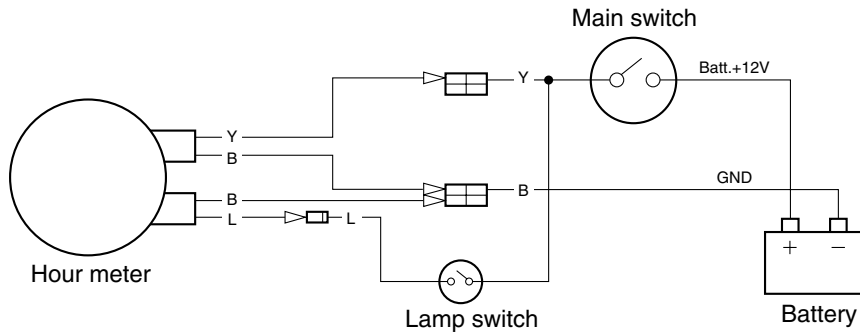 Main switch
Batt.+12V
Y
Y
B
B
L
L
B
GND
Hour meter
Lamp switch
+
−
Battery